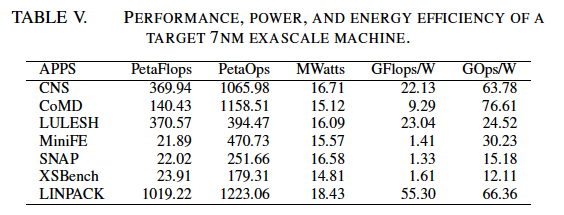 TABLE V. PERFORMANCE, POWER, AND ENERGY EFFICIENCY OF A
TARGET 7NM EXASCALE MACHINE.
APPS PetaFlops PetaOps MWatts GFlops/W GOps/W
CNS 369.94 1065.98 16.71 22.13 63.78
CoMD 140.43 1158.51 15.12 9.29 76.61
LULESH 370.57 394.47 16.09 23.04 24.52
MiniFE 21.89 470.73 15.57 1.41 30.23
SNAP 22.02 251.66 16.58 1.33 15.18
XSBench 23.91 179.31 14.81 1.61 12.11
LINPACK 1019.22 1223.06 18.43 55.30 66.36